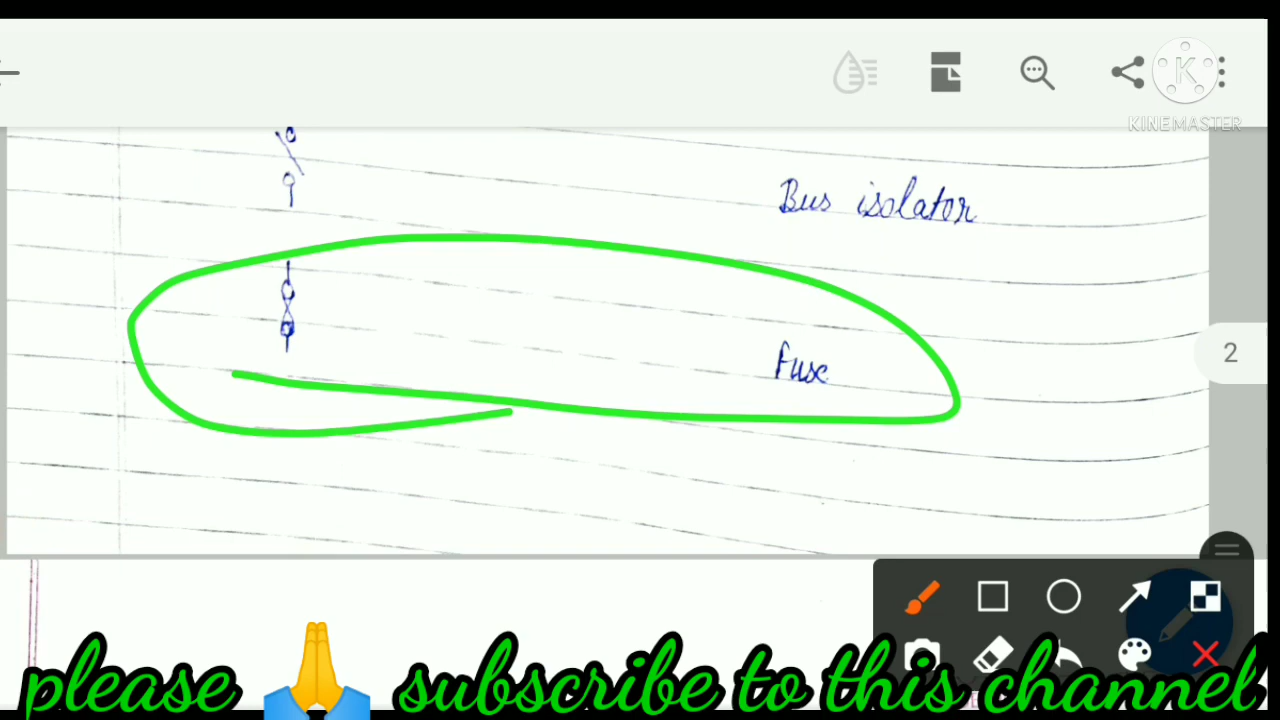 KINEMASTER
Bus isolator
Fuse
2
please 🙏 subscribe to this channel